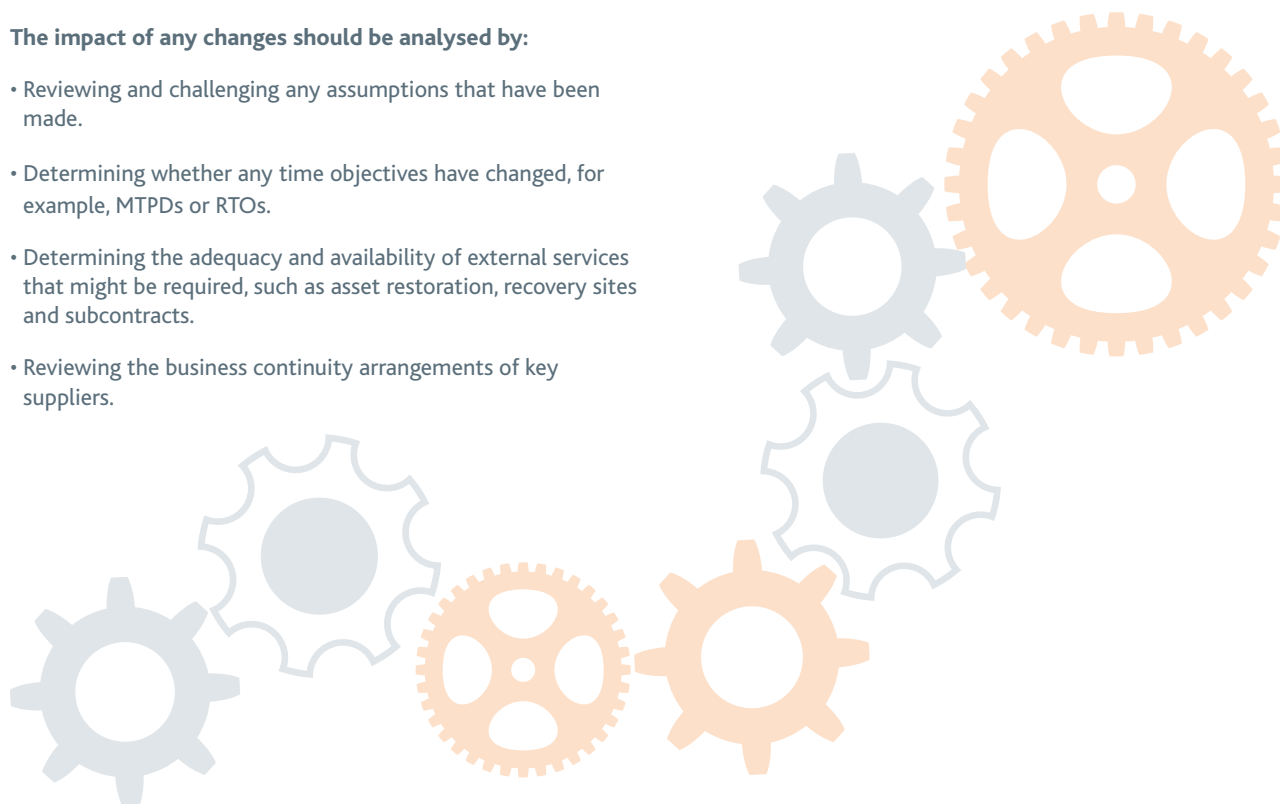 The impact of any changes should be analysed by:
• Reviewing and challenging any assumptions that have been
made.
• Determining whether any time objectives have changed, for
example, MTPDs or RTOs.
• Determining the adequacy and availability of external services
that might be required, such as asset restoration, recovery sites
and subcontracts.
• Reviewing the business continuity arrangements of key
suppliers.